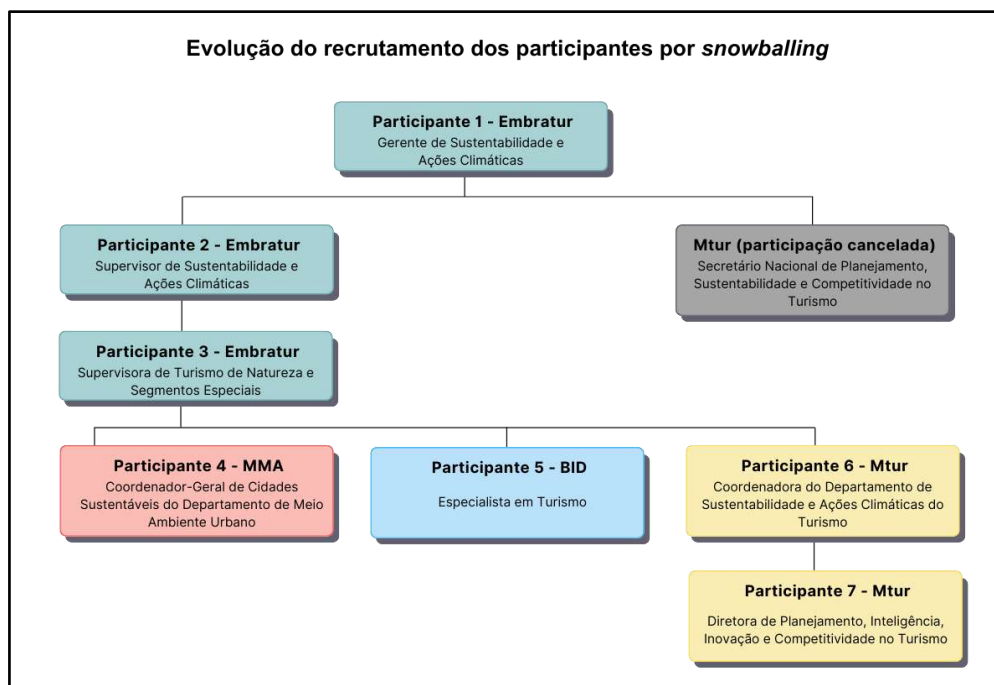 Evolução do recrutamento dos participantes por snowballing
Participante 1 - Embratur
Gerente de Sustentabilidade e
Ações Climáticas
Participante 2 - Embratur
Supervisor de Sustentabilidade e
Ações Climáticas
Mtur (participação cancelada)
Secretário Nacional de Planejamento,
Sustentabilidade e Competitividade no
Turismo
Participante 3 - Embratur
Supervisora de Turismo de Natureza e
Segmentos Especiais
Participante 4 - MMA
Coordenador-Geral de Cidades
Sustentáveis do Departamento de Meio
Ambiente Urbano
Participante 5 - BID
Especialista em Turismo
Participante 6 - Mtur
Coordenadora do Departamento de
Sustentabilidade e Ações Climáticas do
Turismo
Participante 7 - Mtur
Diretora de Planejamento, Inteligência,
Inovação e Competitividade no Turismo